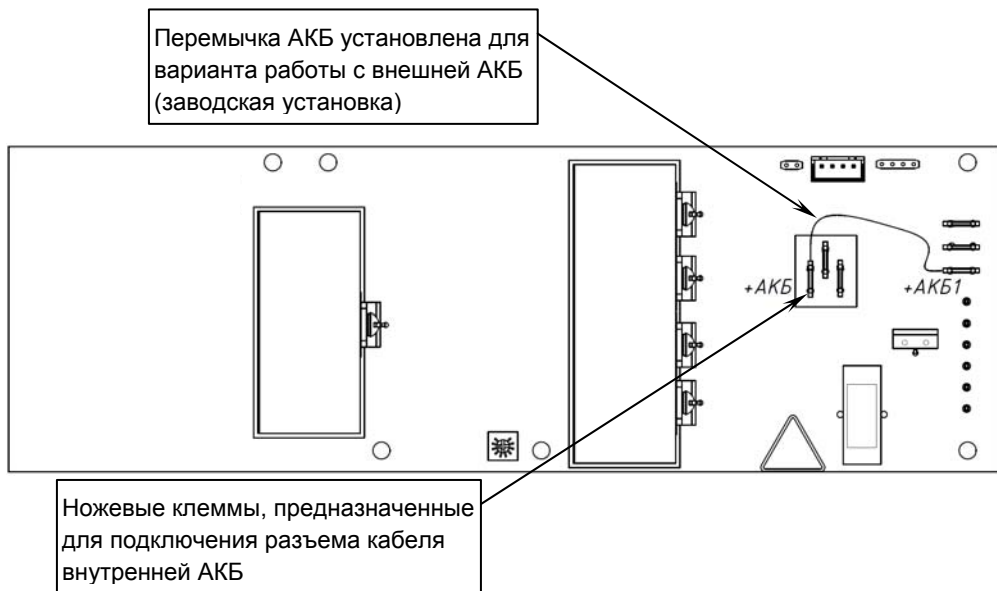 Перемычка АКБ установлена для
варианта работы с внешней АКБ
(заводская установка)
+АКБ
+АКБ1
Ножевые клеммы, предназначенные
для подключения разъема кабеля
внутренней АКБ